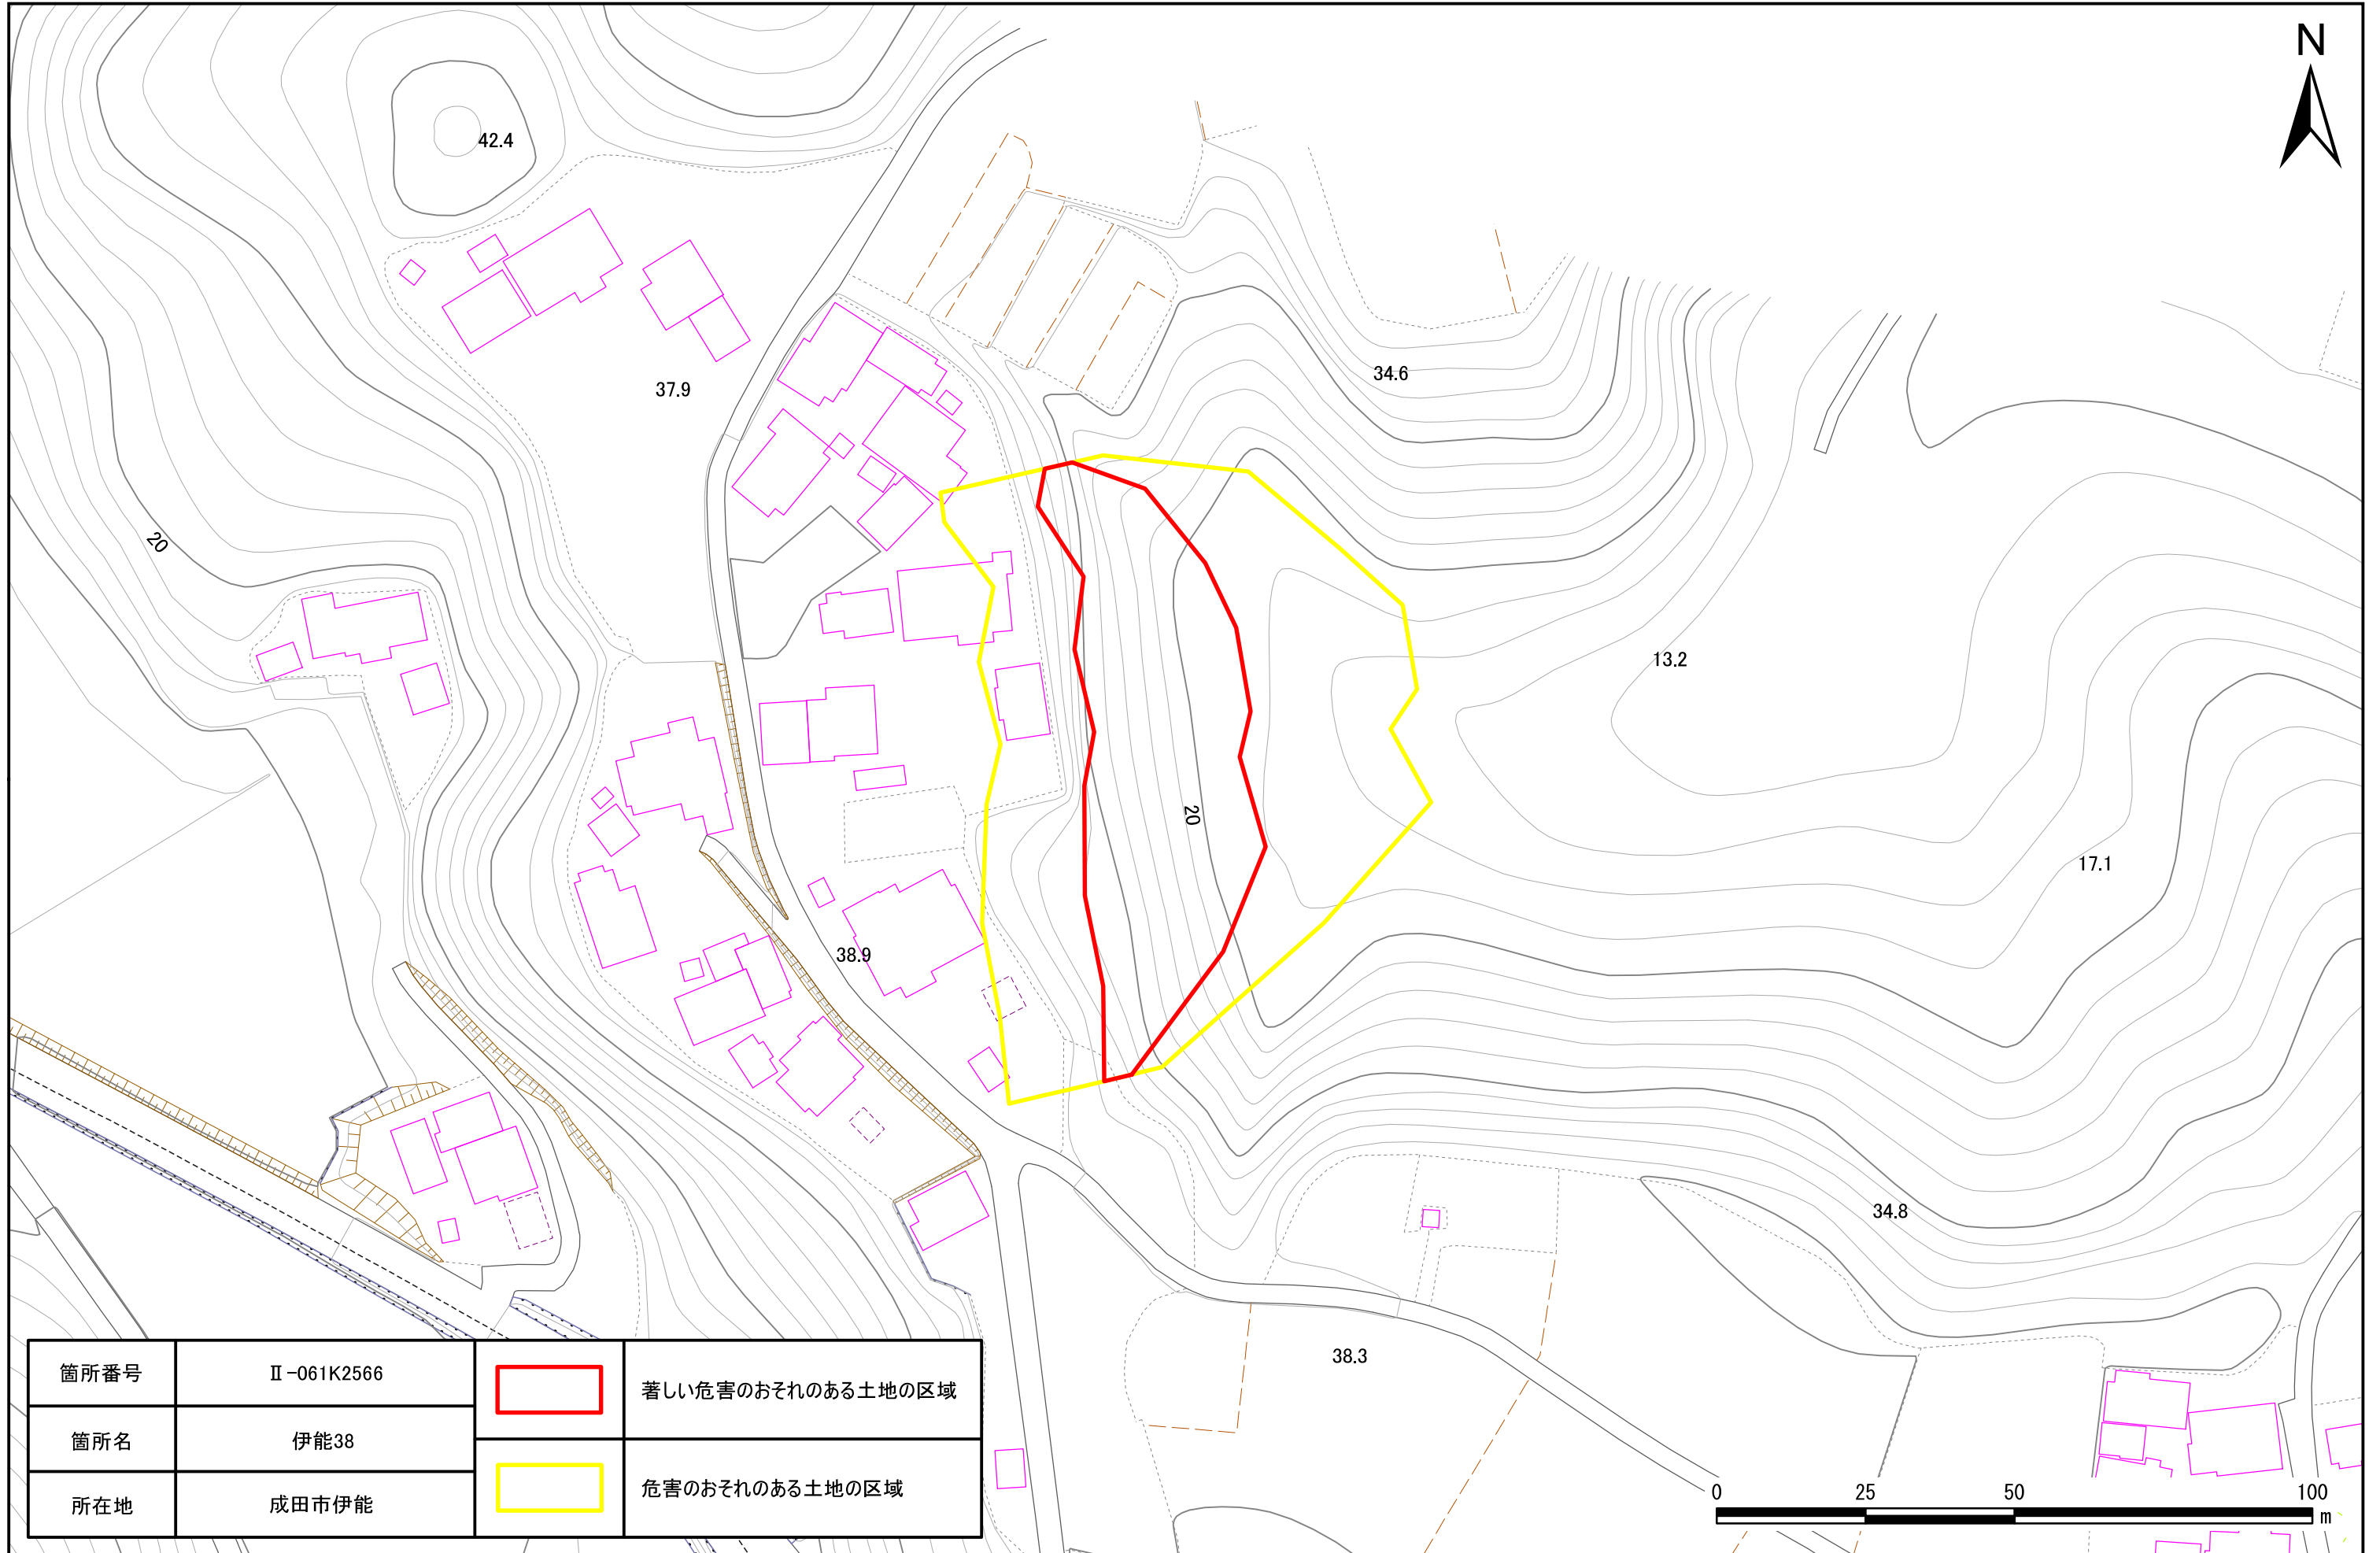 N
42.4
37.9
34.6
20
13.2
20
17.1
38.9
34.8
38.3
箇所番号 Ⅱ-061K2566
著しい危害のおそれのある土地の区域
箇所名 伊能38
危害のおそれのある土地の区域
所在地 成田市伊能
0 25 50 100
m